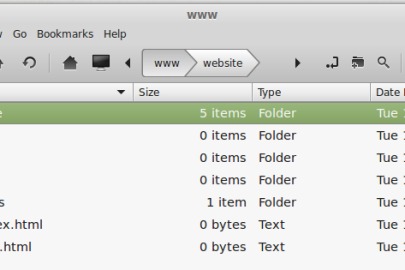 www
Go Bookmarks Help
www website
Size Type Date
5 items Folder Tue
0 items Folder Tue
0 items Folder Tue
0 items Folder Tue
1 item Folder Tue
ex.html 0 bytes Text Tue
.html 0 bytes Text Tue